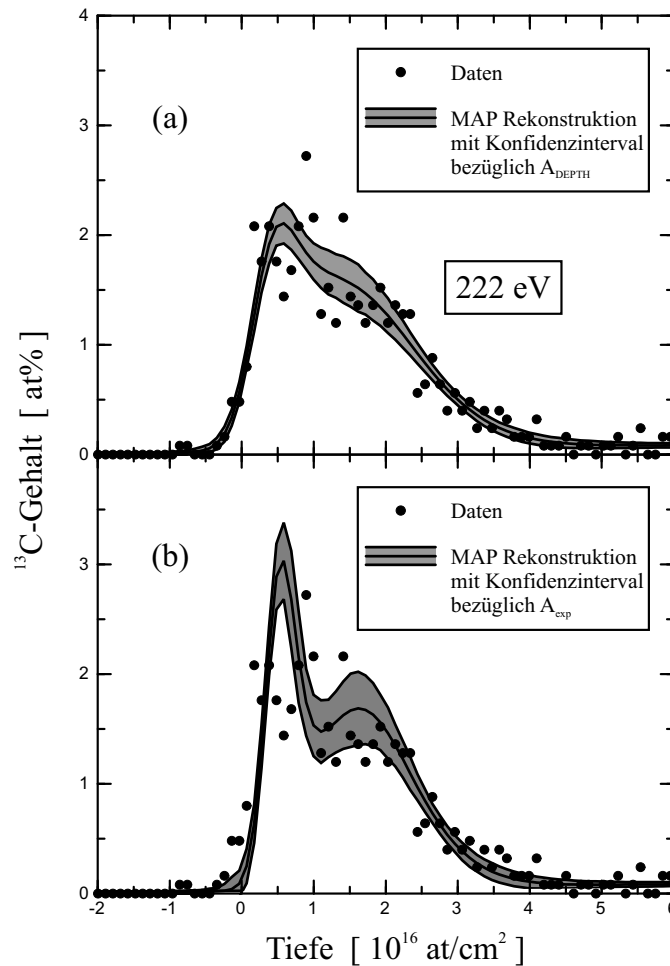 4
Daten
(a)
MAP Rekonstruktion
mit Konfidenzinterval
bezüglich A_DEPTH
3
2
222 eV
1
0
Daten
(b)
MAP Rekonstruktion
mit Konfidenzinterval
bezüglich A_exp
3
2
1
0
-2 -1 0 1 2 3 4 5 6
¹³C-Gehalt [ at% ]
Tiefe [ 10¹⁶ at/cm² ]